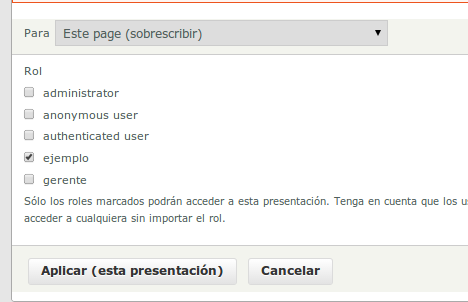 Para Este page (sobrescribir)
Rol
administrator
anonymous user
authenticated user
ejemplo
gerente
Sólo los roles marcados podrán acceder a esta presentación. Tenga en cuenta que los
acceder a cualquiera sin importar el rol.
Aplicar (esta presentación) Cancelar